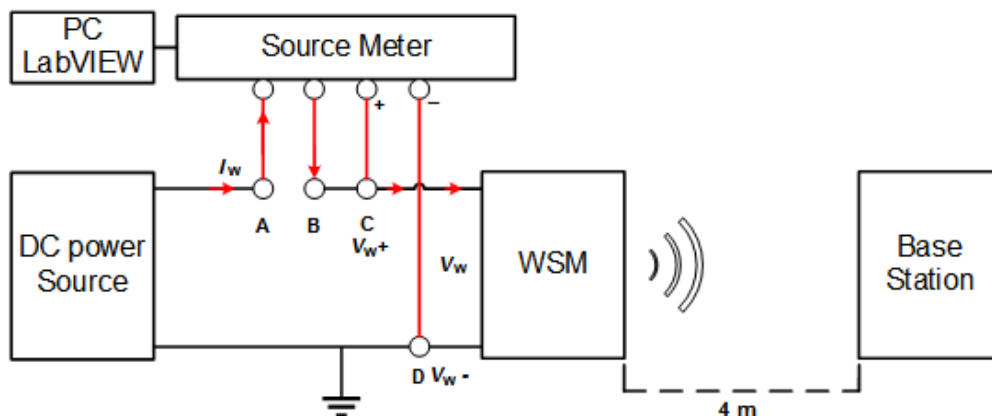 PC
LabVIEW
Source Meter
+
–
Iw
A
B
C
Vw+
DC power
Source
Vw
WSM
Base
Station
D Vw -
4 m